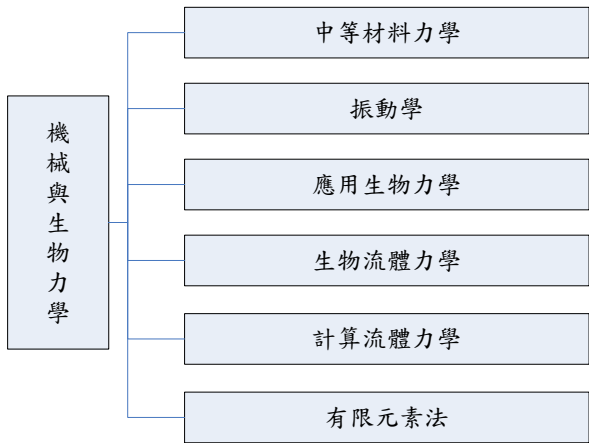 機械與生物力學
中等材料力學
振動學
應用生物力學
生物流體力學
計算流體力學
有限元素法